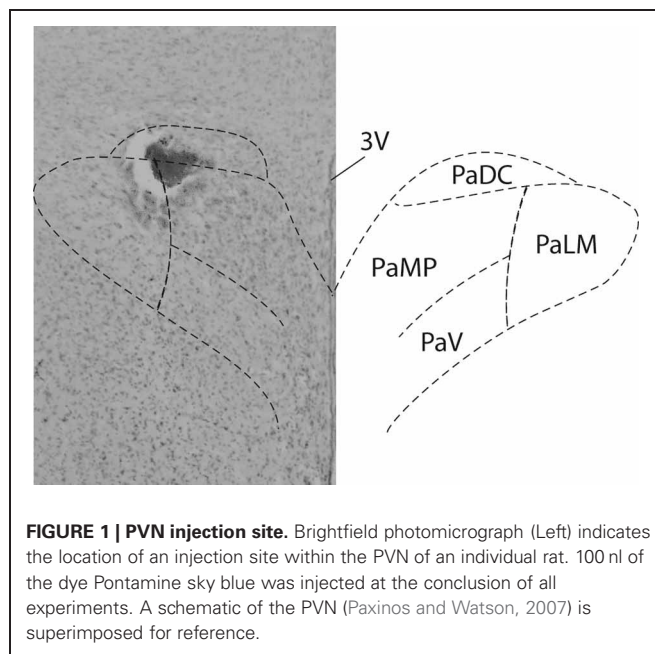 3V
PaDC
PaMP
PaLM
PaV
FIGURE 1 | PVN injection site. Brightfield photomicrograph (Left) indicates
the location of an injection site within the PVN of an individual rat. 100 nl of
the dye Pontamine sky blue was injected at the conclusion of all
experiments. A schematic of the PVN (Paxinos and Watson, 2007) is
superimposed for reference.